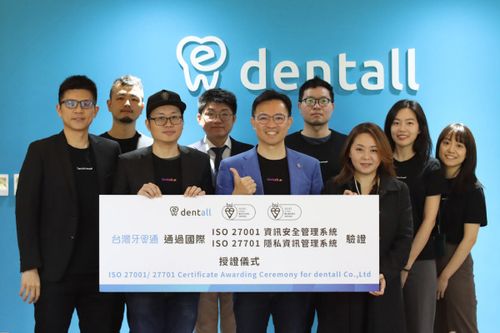 dentall
dentall
台灣牙e通 通過國際 ISO 27001 資訊安全管理系統 驗證
ISO 27701 隱私資訊管理系統
授證儀式
ISO 27001/ 27701 Certificate Awarding Ceremony for dentall Co.,Ltd